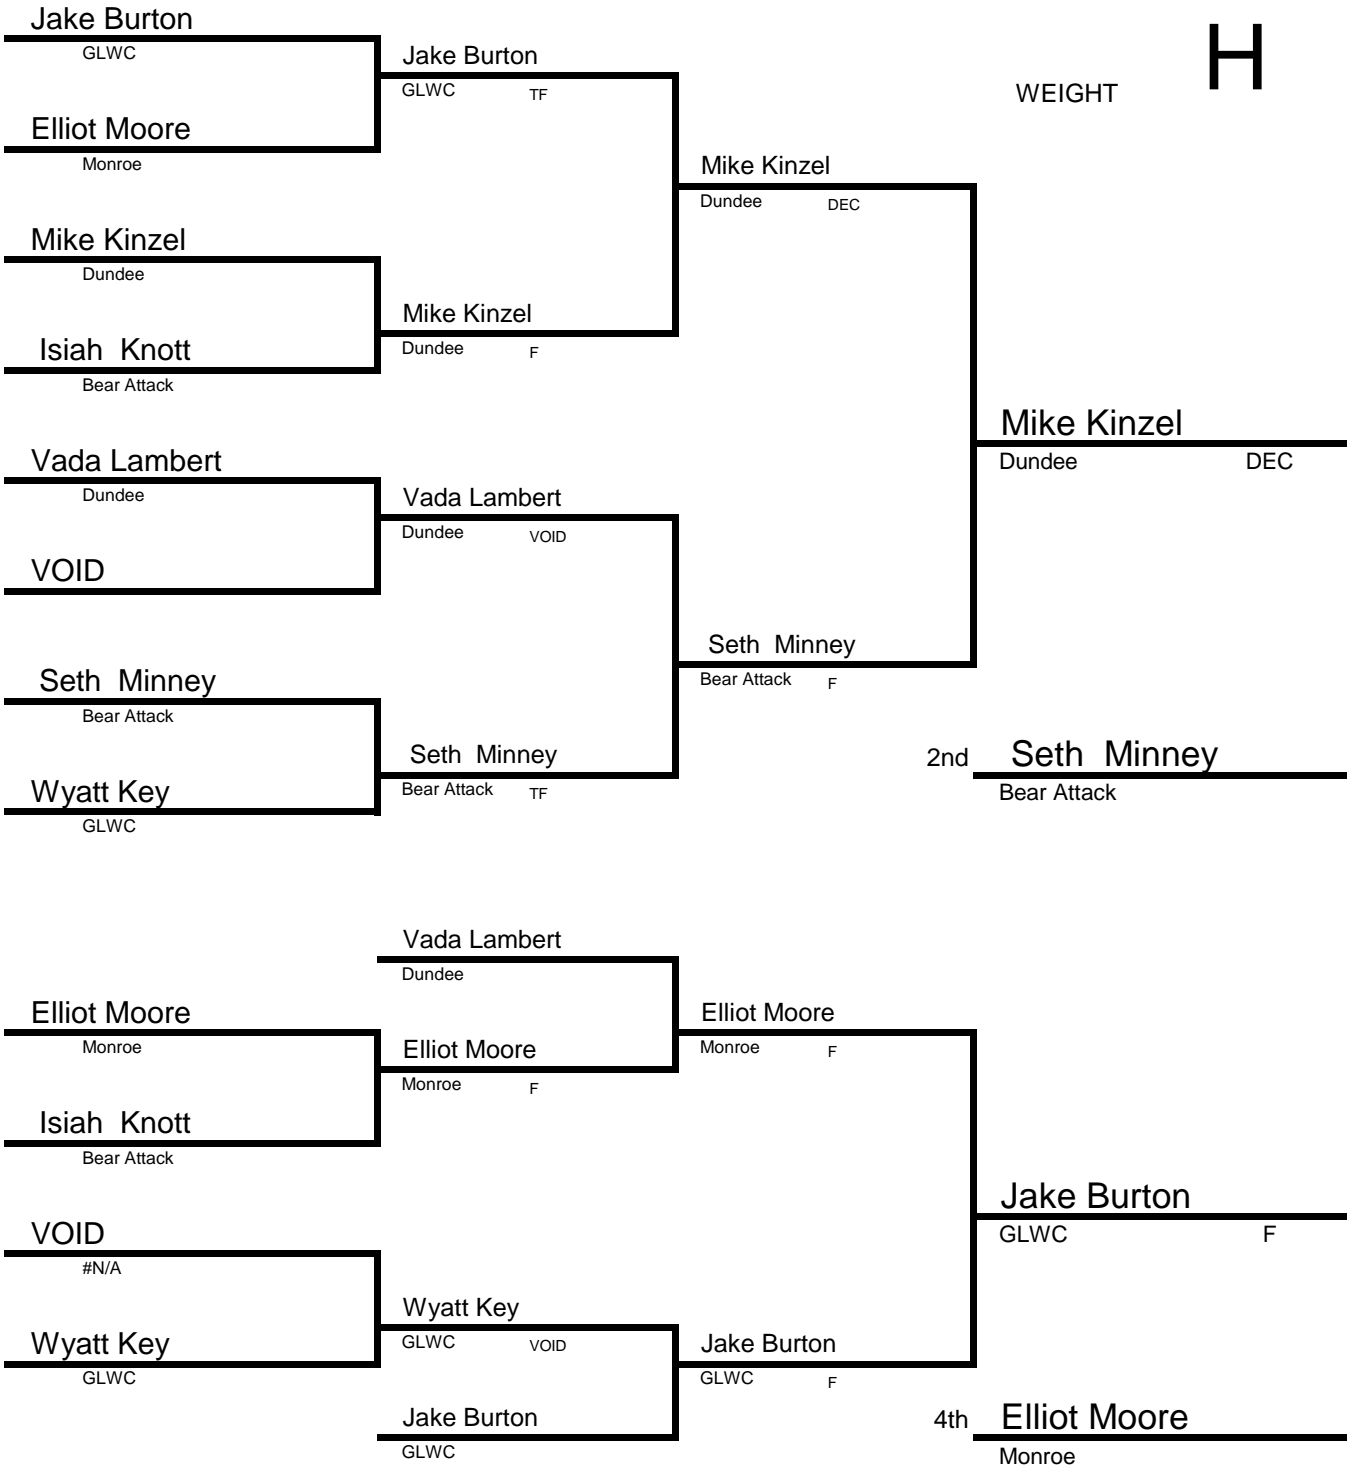 Jake Burton
GLWC
H
Jake Burton
GLWC TF
WEIGHT
Elliot Moore
Monroe
Mike Kinzel
Dundee DEC
Mike Kinzel
Dundee
Mike Kinzel
Dundee F
Isiah Knott
Bear Attack
Mike Kinzel
Dundee DEC
Vada Lambert
Dundee
Vada Lambert
Dundee VOID
VOID
Seth Minney
Bear Attack F
Seth Minney
Bear Attack
Seth Minney
Bear Attack TF
2nd Seth Minney
Bear Attack
Wyatt Key
GLWC
Vada Lambert
Dundee
Elliot Moore
Monroe
Elliot Moore
Monroe F
Elliot Moore
Monroe F
Isiah Knott
Bear Attack
Jake Burton
GLWC F
VOID
#N/A
Wyatt Key
GLWC VOID
Wyatt Key
GLWC
Jake Burton
GLWC F
Jake Burton
GLWC
4th Elliot Moore
Monroe